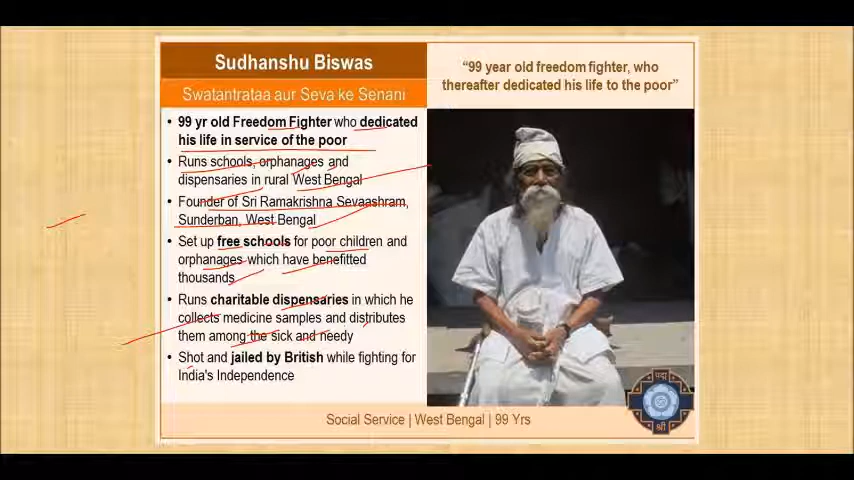 Sudhanshu Biswas
Swatantrataa aur Seva ke Senani
• 99 yr old Freedom Fighter who dedicated
his life in service of the poor
• Runs schools, orphanages and
dispensaries in rural West Bengal
• Founder of Sri Ramakrishna Sevaashram,
Sunderban, West Bengal
• Set up free schools for poor children and
orphanages which have benefitted
thousands
• Runs charitable dispensaries in which he
collects medicine samples and distributes
them among the sick and needy
• Shot and jailed by British while fighting for
India's Independence
“99 year old freedom fighter, who
thereafter dedicated his life to the poor”
पद्म
श्री
Social Service | West Bengal | 99 Yrs